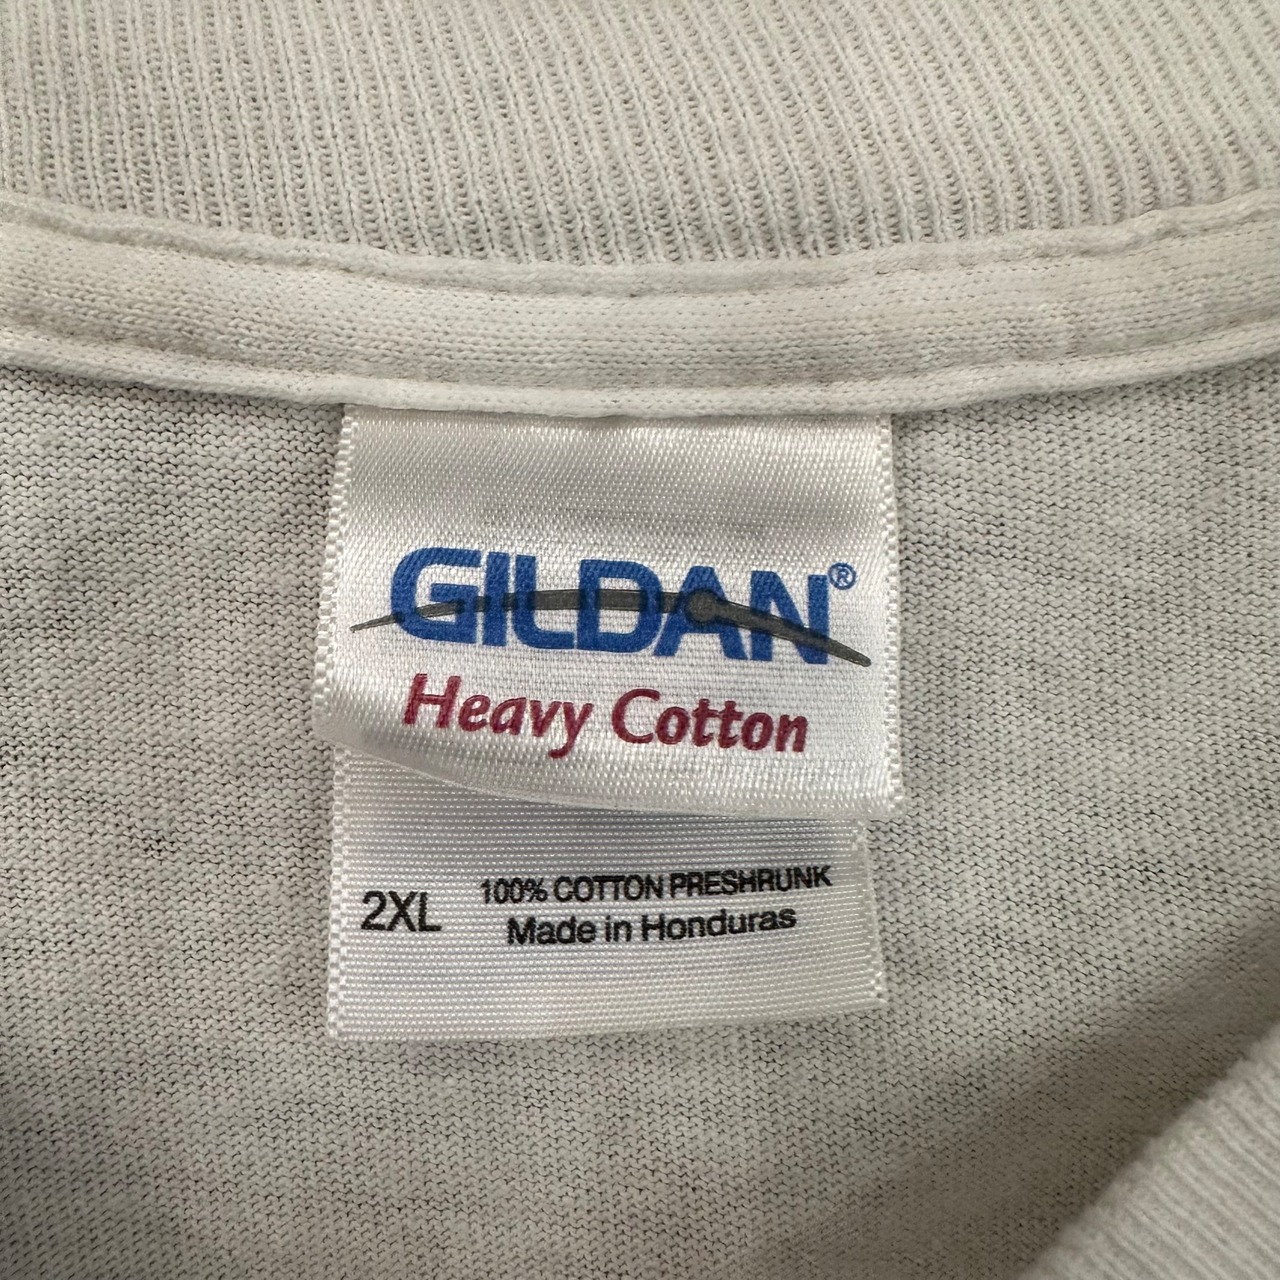 GILDAN®
Heavy Cotton
2XL
100% COTTON PRESHRUNK
Made in Honduras